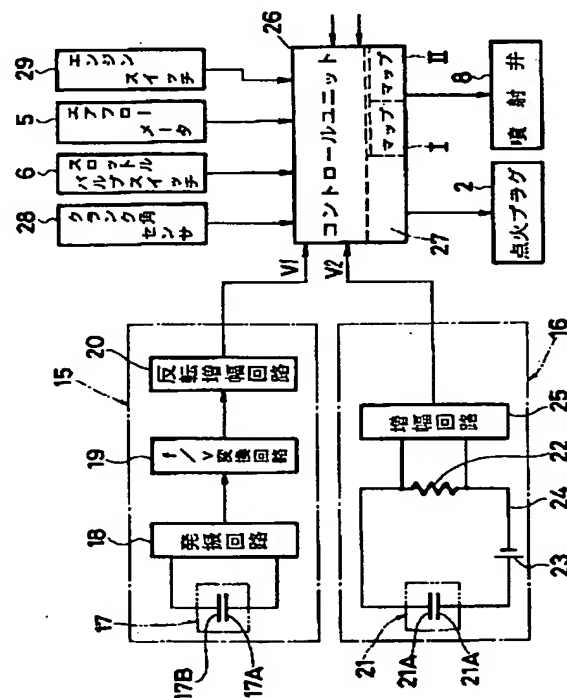 29
エンジン
スイッチ
5
エアフロー
メータ
6
スロットル
バルブスイッチ
28
クランク角
センサ
26
コントロールユニット
マップ I
マップ II
27
8
噴射弁
2
点火プラグ
V1
V2
15
20
反転増幅回路
19
f/v変換回路
18
発振回路
17
17B
17A
16
25
増幅回路
22
24
23
21
21A
21A